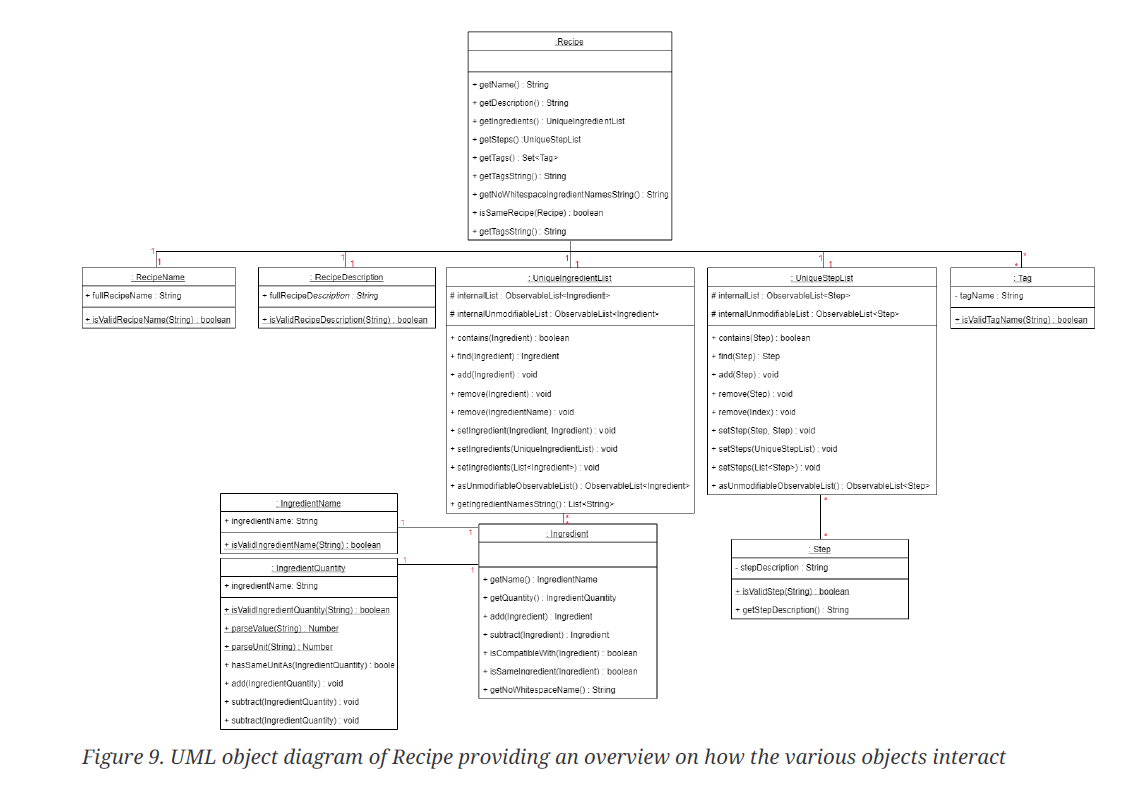 :Recipe
+ getName() : String
+ getDescription() : String
+ getIngredients() : UniqueIngredientList
+ getSteps() :UniqueStepList
+ getTags() : Set<Tag>
+ getTagsString() : String
+ getNoWhitespaceIngredientNamesString() : String
+ isSameRecipe(Recipe) : boolean
+ getTagsString() : String
1
1
1
1
1
1
1
1
*
*
: RecipeName
+ fullRecipeName : String
+ isValidRecipeName(String) : boolean
: RecipeDescription
+ fullRecipeDescription : String
+ isValidRecipeDescription(String) : boolean
: UniqueIngredientList
# internalList : ObservableList<Ingredient>
# internalUnmodifiableList : ObservableList<Ingredient>
+ contains(Ingredient) : boolean
+ find(Ingredient) : Ingredient
+ add(Ingredient) : void
+ remove(Ingredient) : void
+ remove(IngredientName) : void
+ setIngredient(Ingredient, Ingredient) : void
+ setIngredients(UniqueIngredientList) : void
+ setIngredients(List<Ingredient>) : void
+ asUnmodifiableObservableList() : ObservableList<Ingredient>
+ getIngredientNamesString() : List<String>
: UniqueStepList
# internalList : ObservableList<Step>
# internalUnmodifiableList : ObservableList<Step>
+ contains(Step) : boolean
+ find(Step) : Step
+ add(Step) : void
+ remove(Step) : void
+ remove(Index) : void
+ setStep(Step, Step) : void
+ setSteps(UniqueStepList) : void
+ setSteps(List<Step>) : void
+ asUnmodifiableObservableList() : ObservableList<Step>
: Tag
- tagName : String
+ isValidTagName(String) : boolean
*
*
*
*
: IngredientName
+ ingredientName: String
+ isValidIngredientName(String) : boolean
1
1
: IngredientQuantity
+ ingredientName: String
+ isValidIngredientQuantity(String) : boolean
+ parseValue(String) : Number
+ parseUnit(String) : Number
+ hasSameUnitAs(IngredientQuantity) : boole
+ add(IngredientQuantity) : void
+ subtract(IngredientQuantity) : void
+ subtract(IngredientQuantity) : void
1
1
: Ingredient
+ getName() : IngredientName
+ getQuantity() : IngredientQuantity
+ add(Ingredient) : Ingredient
+ subtract(Ingredient) : Ingredient
+ isCompatibleWith(Ingredient) : boolean
+ isSameIngredient(Ingredient) : boolean
+ getNoWhitespaceName() : String
: Step
- stepDescription : String
+ isValidStep(String) : boolean
+ getStepDescription() : String
Figure 9. UML object diagram of Recipe providing an overview on how the various objects interact